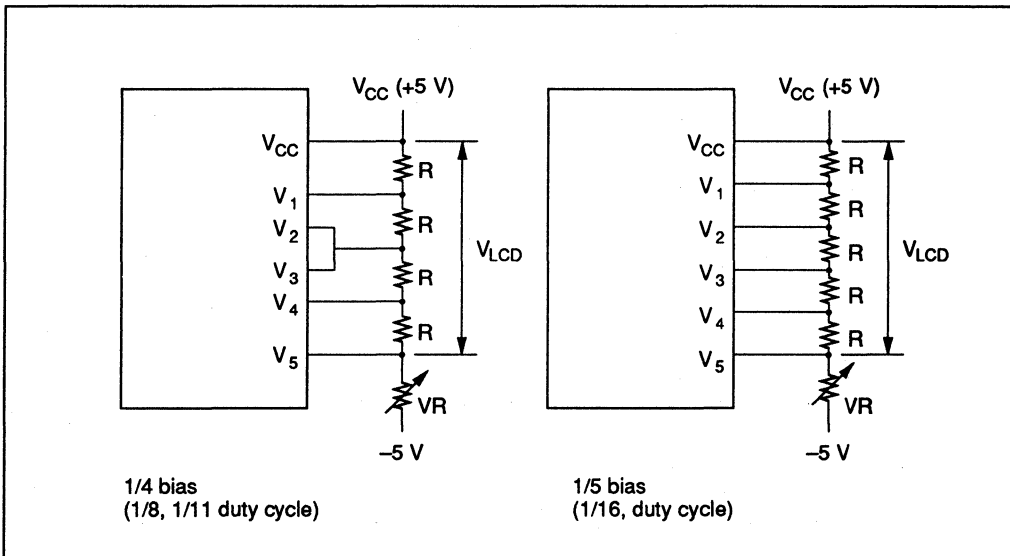 V_CC (+5 V)
V_CC
R
V_1
R
V_2
V_3
R
V_4
R
V_5
VR
–5 V
V_LCD
1/4 bias
(1/8, 1/11 duty cycle)
V_CC (+5 V)
V_CC
R
V_1
R
V_2
R
V_3
R
V_4
R
V_5
VR
–5 V
V_LCD
1/5 bias
(1/16, duty cycle)